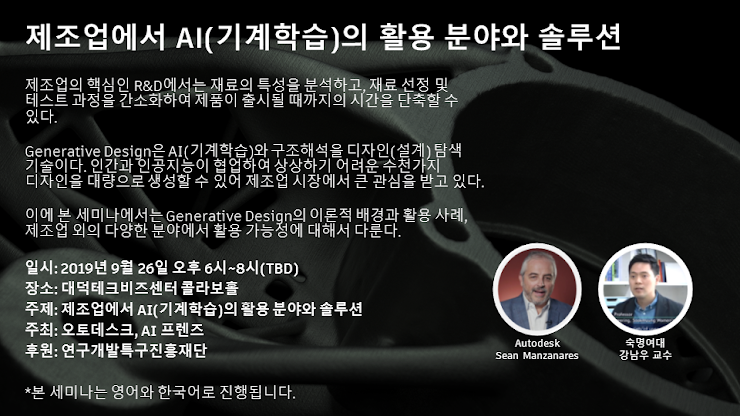 제조업에서 AI(기계학습)의 활용 분야와 솔루션
제조업의 핵심인 R&D에서는 재료의 특성을 분석하고, 재료 선정 및
테스트 과정을 간소화하여 제품이 출시될 때까지의 시간을 단축할 수
있다.
Generative Design은 AI(기계학습)와 구조해석을 디자인(설계) 탐색
기술이다. 인간과 인공지능이 협업하여 상상하기 어려운 수천가지
디자인을 대량으로 생성할 수 있어 제조업 시장에서 큰 관심을 받고 있다.
이에 본 세미나에서는 Generative Design의 이론적 배경과 활용 사례,
제조업 외의 다양한 분야에서 활용 가능성에 대해서 다룬다.
일시: 2019년 9월 26일 오후 6시~8시(TBD)
장소: 대덕테크비즈센터 콜라보홀
주제: 제조업에서 AI(기계학습)의 활용 분야와 솔루션
주최: 오토데스크, AI 프렌즈
후원: 연구개발특구진흥재단
*본 세미나는 영어와 한국어로 진행됩니다.
Autodesk
Sean Manzanares
숙명여대
강남우 교수